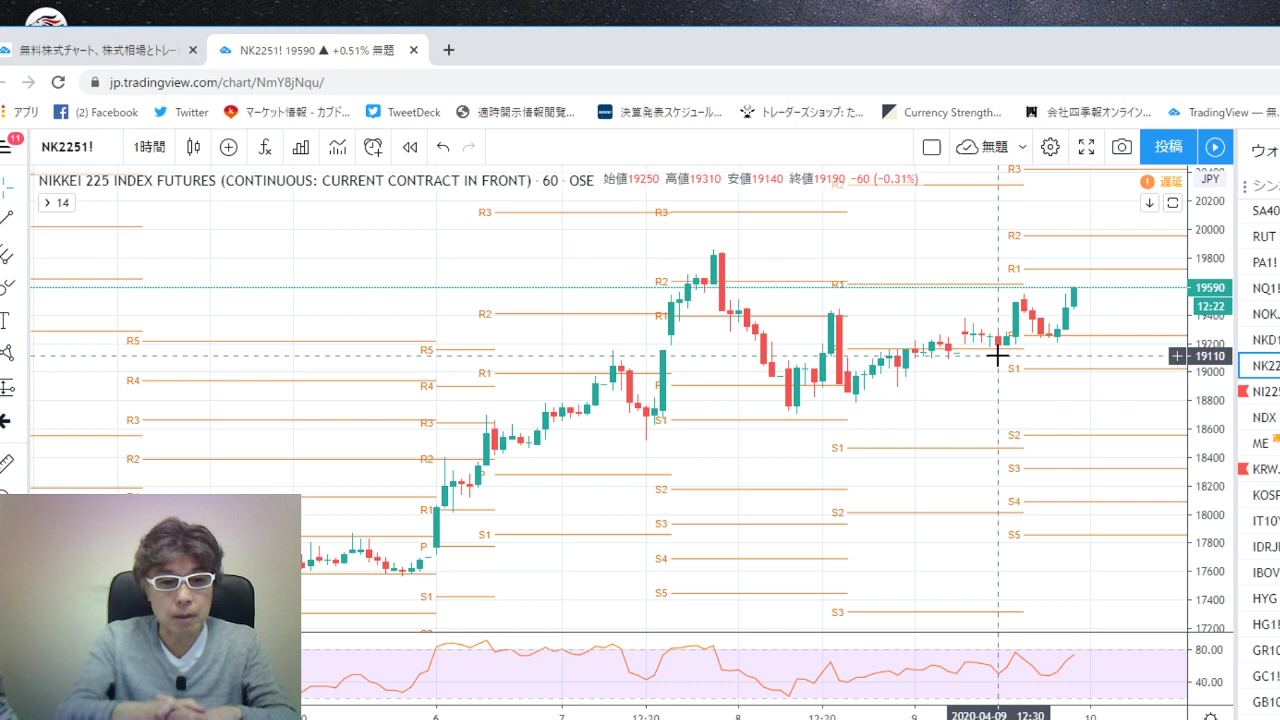 無料株式チャート、株式相場とトレー
NK2251! 19590 ▲ +0.51% 無題
jp.tradingview.com/chart/NmY8jNqu/
アプリ (2) Facebook Twitter マーケット情報 - カブド... TweetDeck 適時開示情報閲覧... 決算発表スケジュール... トレーダーズショップ: た... Currency Strength... 会社四季報オンライン... TradingView — 無
11
NK2251! 1時間 無題 投稿 ウォ
NIKKEI 225 INDEX FUTURES (CONTINUOUS: CURRENT CONTRACT IN FRONT) · 60 · OSE 始値19250 高値19310 安値19140 終値19190 -60 (-0.31%)
遅延
JPY
シン
14
R3
R2
R1
P
S1
S2
S3
S4
S5
R3
R2
R1
S1
S2
S3
R1
S1
S2
S3
R3
R2
R1
P
S1
S2
S3
S4
S5
R3
R2
R1
P
S1
R5
R4
R3
R2
R1
P
S1
R5
R4
R3
R2
20200
20000
19800
19590
12:22
19400
19200
19110
19000
18800
18600
18400
18200
18000
17800
17600
17400
17200
80.00
40.00
6 7 12:30 8 12:30 9 2020-04-09 12:30 10
SA40
RUT
PA1!
NQ1!
NOK
NKD1
NK22
NI225
NDX
ME
KRW
KOSF
IT10
IDRJ
IBOV
HYG
HG1!
GR10
GC1!
GB10